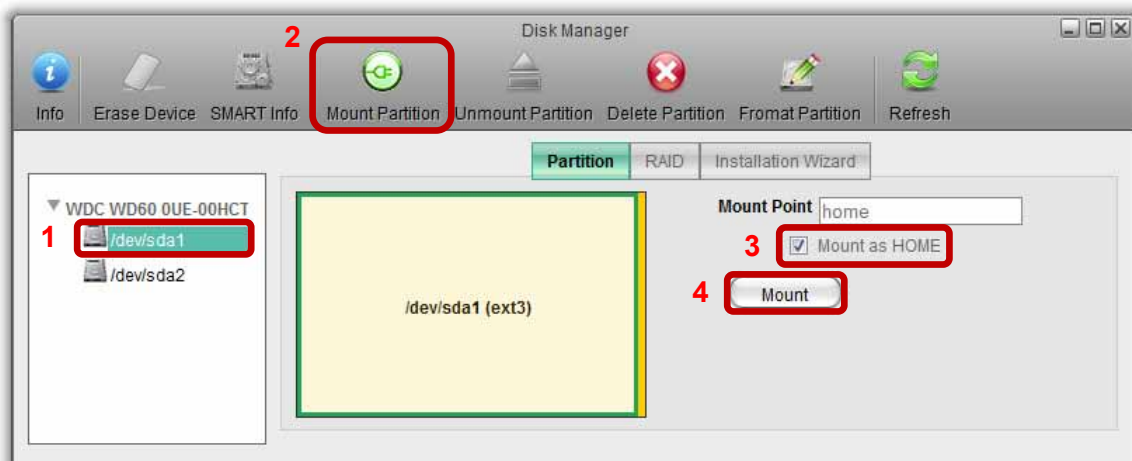 Disk Manager
2
Info Erase Device SMART Info Mount Partition Unmount Partition Delete Partition Fromat Partition Refresh
Partition RAID Installation Wizard
WDC WD60 0UE-00HCT
1 /dev/sda1
/dev/sda2
/dev/sda1 (ext3)
Mount Point home
3 Mount as HOME
4 Mount